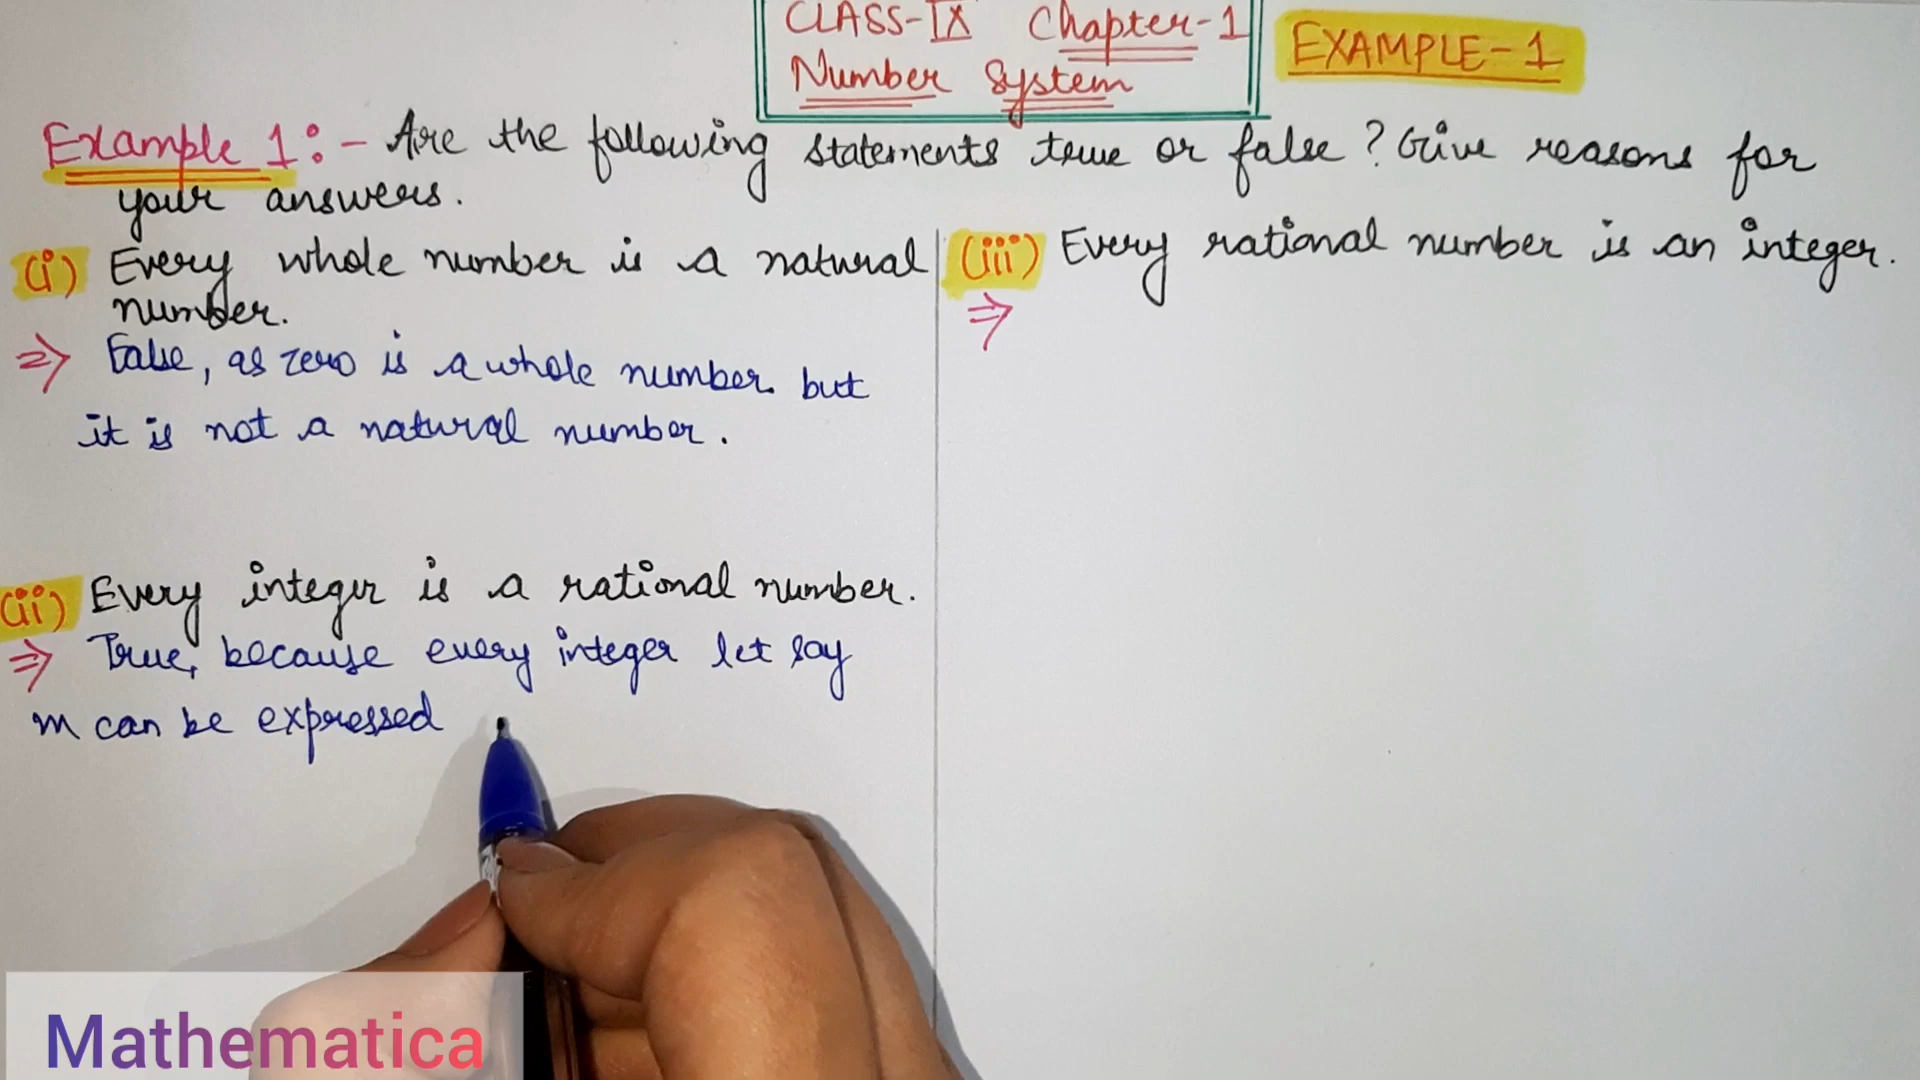 CLASS-IX Chapter-1
Number System
EXAMPLE-1
Example 1:- Are the following statements true or false? Give reasons for
your answers.
(i) Every whole number is a natural
number.
⇒ False, as zero is a whole number but
it is not a natural number.
(ii) Every integer is a rational number.
⇒ True, because every integer let say
m can be expressed
(iii) Every rational number is an integer.
⇒
Mathematica